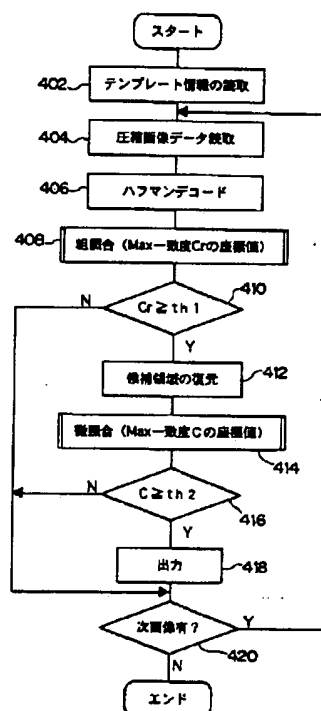 スタート
402
テンプレート情報の読取
404
圧縮画像データ読取
406
ハフマンデコード
408
粗照合(Max一致度Crの座標値)
N
Cr≧th1
410
Y
候補領域の復元
412
微照合(Max一致度Cの座標値)
414
N
C≧th2
416
Y
出力
418
次画像有?
Y
420
N
エンド